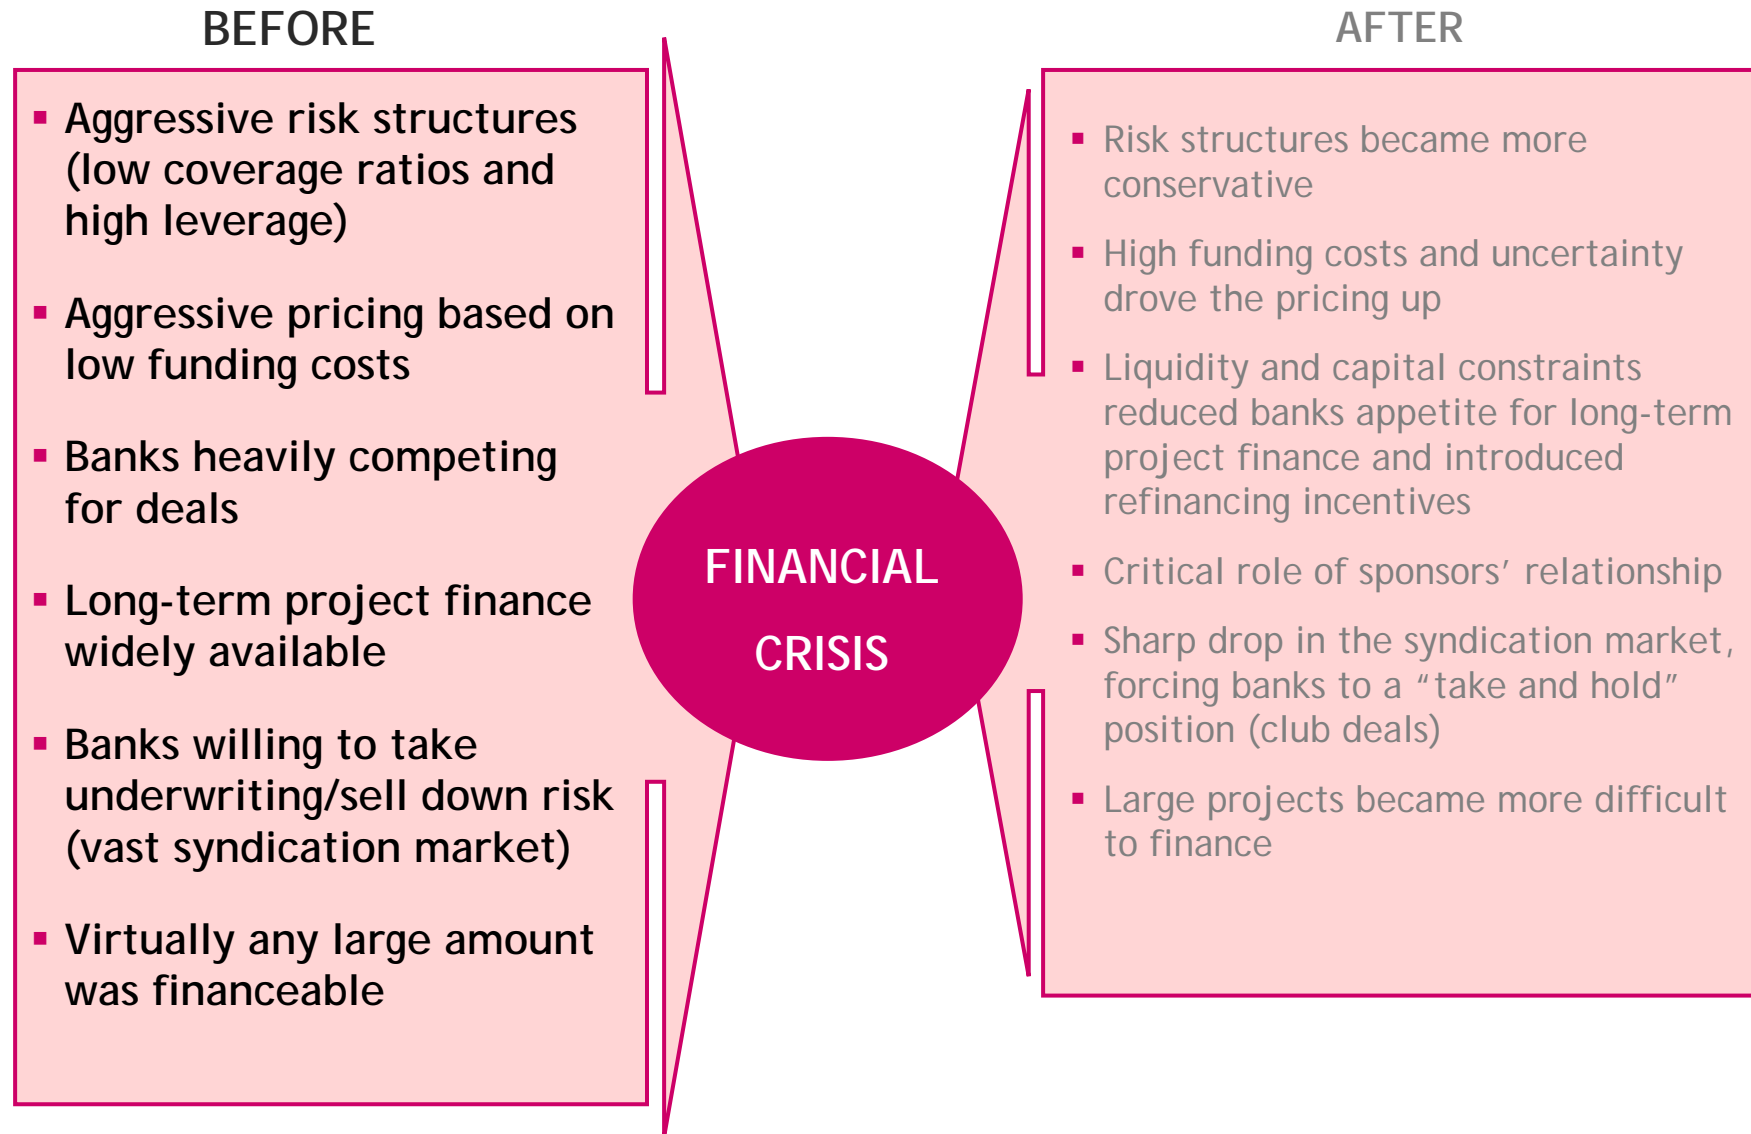 BEFORE
▪ Aggressive risk structures
(low coverage ratios and
high leverage)
▪ Aggressive pricing based on
low funding costs
▪ Banks heavily competing
for deals
▪ Long-term project finance
widely available
▪ Banks willing to take
underwriting/sell down risk
(vast syndication market)
▪ Virtually any large amount
was financeable
FINANCIAL
CRISIS
AFTER
▪ Risk structures became more
conservative
▪ High funding costs and uncertainty
drove the pricing up
▪ Liquidity and capital constraints
reduced banks appetite for long-term
project finance and introduced
refinancing incentives
▪ Critical role of sponsors’ relationship
▪ Sharp drop in the syndication market,
forcing banks to a “take and hold”
position (club deals)
▪ Large projects became more difficult
to finance